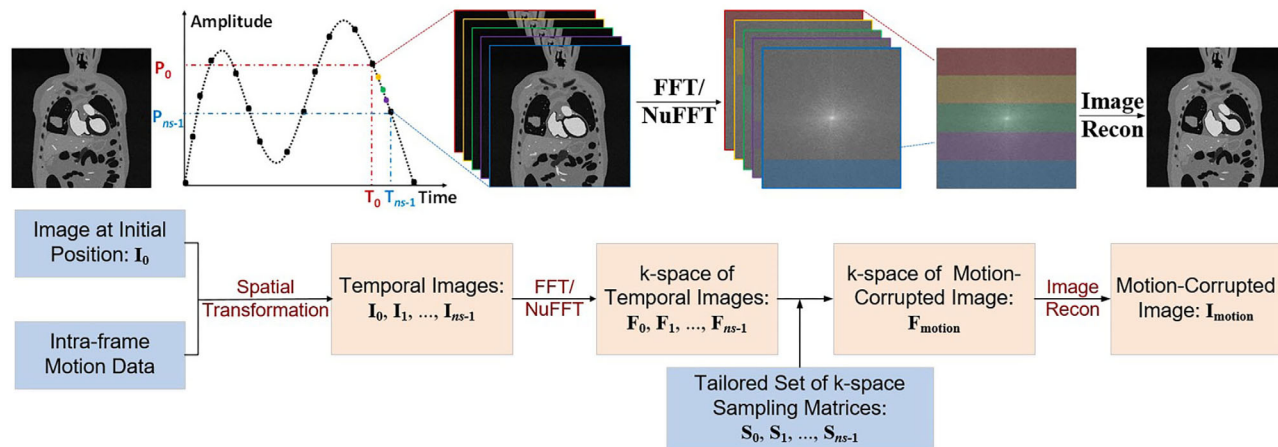 Amplitude
P0
Pns-1
T0 Tns-1 Time
FFT/
NuFFT
Image
Recon
Image at Initial
Position: I0
Intra-frame
Motion Data
Spatial
Transformation
Temporal Images:
I0, I1, ..., Ins-1
FFT/
NuFFT
k-space of
Temporal Images:
F0, F1, ..., Fns-1
Tailored Set of k-space
Sampling Matrices:
S0, S1, ..., Sns-1
k-space of Motion-
Corrupted Image:
Fmotion
Image
Recon
Motion-Corrupted
Image: Imotion